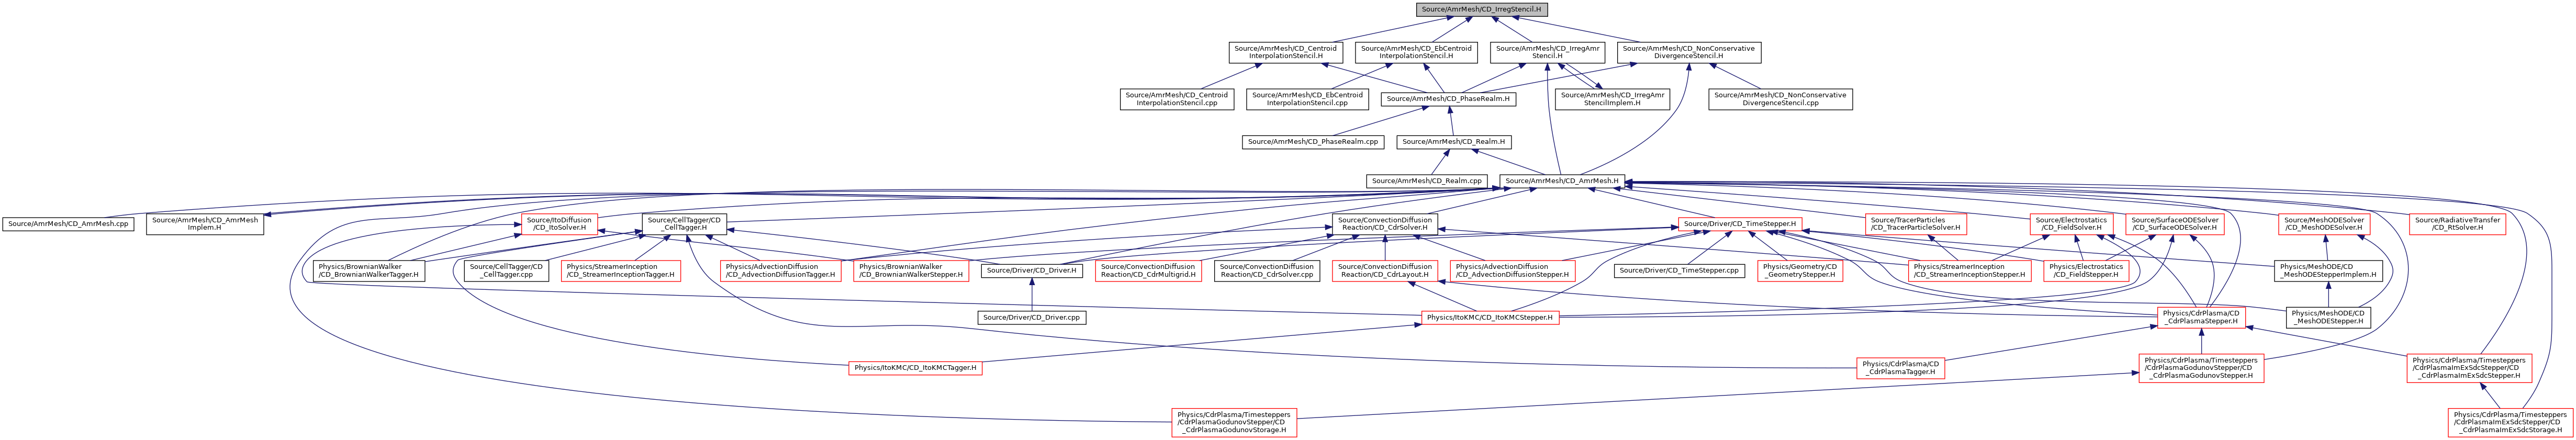 Source/AmrMesh/CD_IrregStencil.H
Source/AmrMesh/CD_Centroid
InterpolationStencil.H
Source/AmrMesh/CD_EbCentroid
InterpolationStencil.H
Source/AmrMesh/CD_IrregAmr
Stencil.H
Source/AmrMesh/CD_NonConservative
DivergenceStencil.H
Source/AmrMesh/CD_Centroid
InterpolationStencil.cpp
Source/AmrMesh/CD_EbCentroid
InterpolationStencil.cpp
Source/AmrMesh/CD_PhaseRealm.H
Source/AmrMesh/CD_IrregAmr
StencilImplem.H
Source/AmrMesh/CD_NonConservative
DivergenceStencil.cpp
Source/AmrMesh/CD_PhaseRealm.cpp
Source/AmrMesh/CD_Realm.H
Source/AmrMesh/CD_Realm.cpp
Source/AmrMesh/CD_AmrMesh.H
Source/AmrMesh/CD_AmrMesh.cpp
Source/AmrMesh/CD_AmrMesh
Implem.H
Source/ItoDiffusion
/CD_ItoSolver.H
Source/CellTagger/CD
_CellTagger.H
Source/ConvectionDiffusion
Reaction/CD_CdrSolver.H
Source/Driver/CD_TimeStepper.H
Source/TracerParticles
/CD_TracerParticleSolver.H
Source/Electrostatics
/CD_FieldSolver.H
Source/SurfaceODESolver
/CD_SurfaceODESolver.H
Source/MeshODESolver
/CD_MeshODESolver.H
Source/RadiativeTransfer
/CD_RtSolver.H
Physics/BrownianWalker
/CD_BrownianWalkerTagger.H
Source/CellTagger/CD
_CellTagger.cpp
Physics/StreamerInception
/CD_StreamerInceptionTagger.H
Physics/AdvectionDiffusion
/CD_AdvectionDiffusionTagger.H
Physics/BrownianWalker
/CD_BrownianWalkerStepper.H
Source/Driver/CD_Driver.H
Source/ConvectionDiffusion
Reaction/CD_CdrMultigrid.H
Source/ConvectionDiffusion
Reaction/CD_CdrSolver.cpp
Source/ConvectionDiffusion
Reaction/CD_CdrLayout.H
Physics/AdvectionDiffusion
/CD_AdvectionDiffusionStepper.H
Source/Driver/CD_TimeStepper.cpp
Physics/Geometry/CD
_GeometryStepper.H
Physics/StreamerInception
/CD_StreamerInceptionStepper.H
Physics/Electrostatics
/CD_FieldStepper.H
Physics/MeshODE/CD
_MeshODEStepperImplem.H
Source/Driver/CD_Driver.cpp
Physics/ItoKMC/CD_ItoKMCStepper.H
Physics/CdrPlasma/CD
_CdrPlasmaStepper.H
Physics/MeshODE/CD
_MeshODEStepper.H
Physics/ItoKMC/CD_ItoKMCTagger.H
Physics/CdrPlasma/CD
_CdrPlasmaTagger.H
Physics/CdrPlasma/Timesteppers
/CdrPlasmaGodunovStepper/CD
_CdrPlasmaGodunovStepper.H
Physics/CdrPlasma/Timesteppers
/CdrPlasmaImExSdcStepper/CD
_CdrPlasmaImExSdcStepper.H
Physics/CdrPlasma/Timesteppers
/CdrPlasmaGodunovStepper/CD
_CdrPlasmaGodunovStorage.H
Physics/CdrPlasma/Timesteppers
/CdrPlasmaImExSdcStepper/CD
_CdrPlasmaImExSdcStorage.H